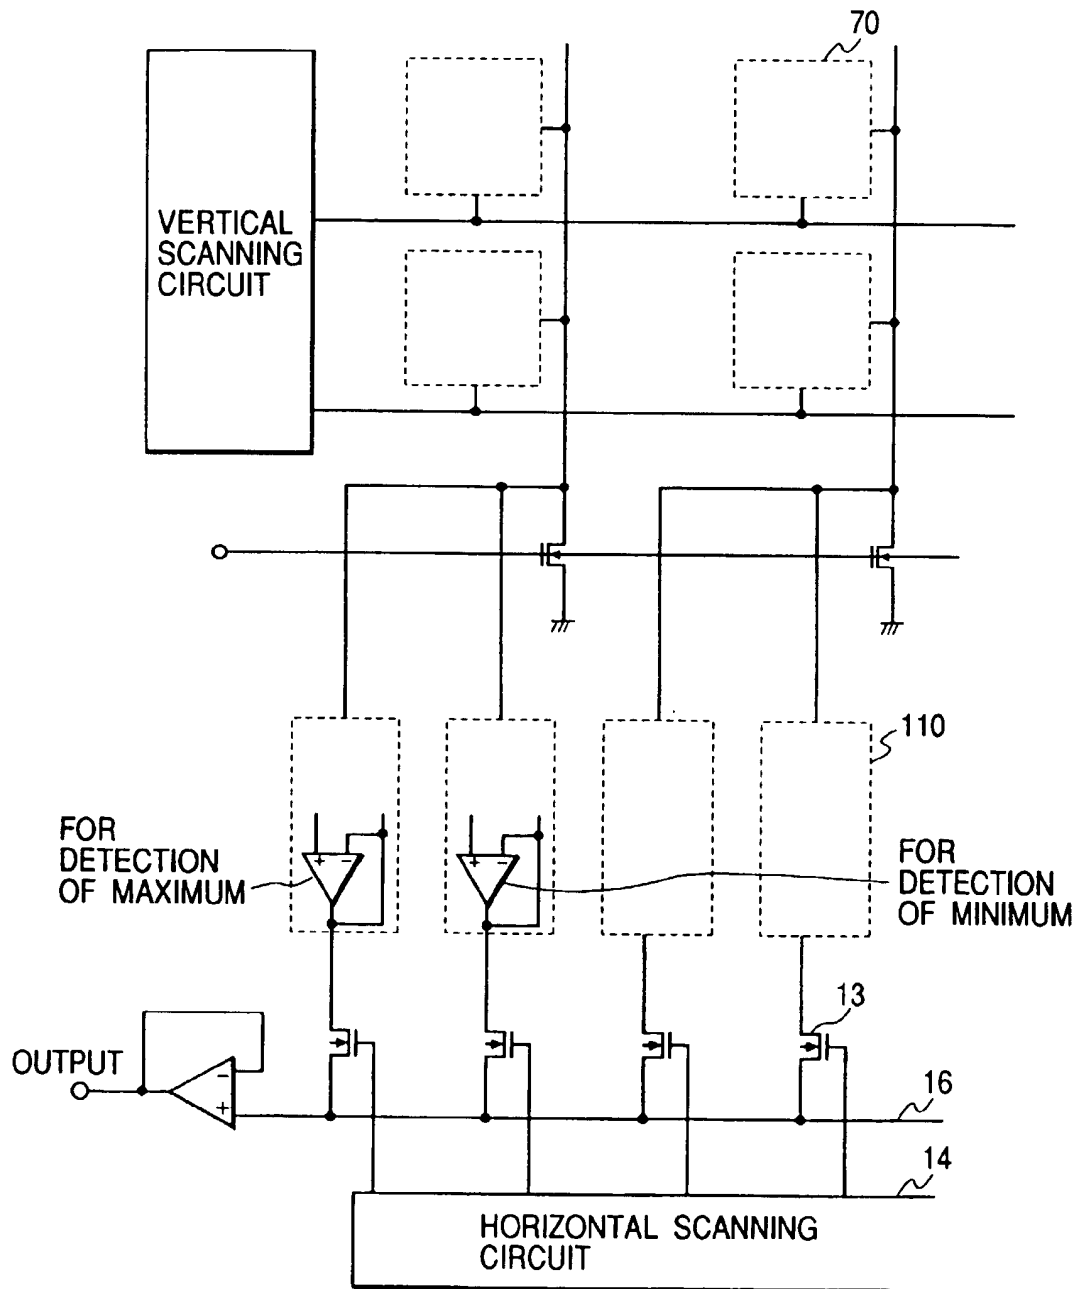 70
VERTICAL
SCANNING
CIRCUIT
110
FOR
DETECTION
OF MAXIMUM
+ −
+ −
FOR
DETECTION
OF MINIMUM
13
OUTPUT
−
+
16
14
HORIZONTAL SCANNING
CIRCUIT